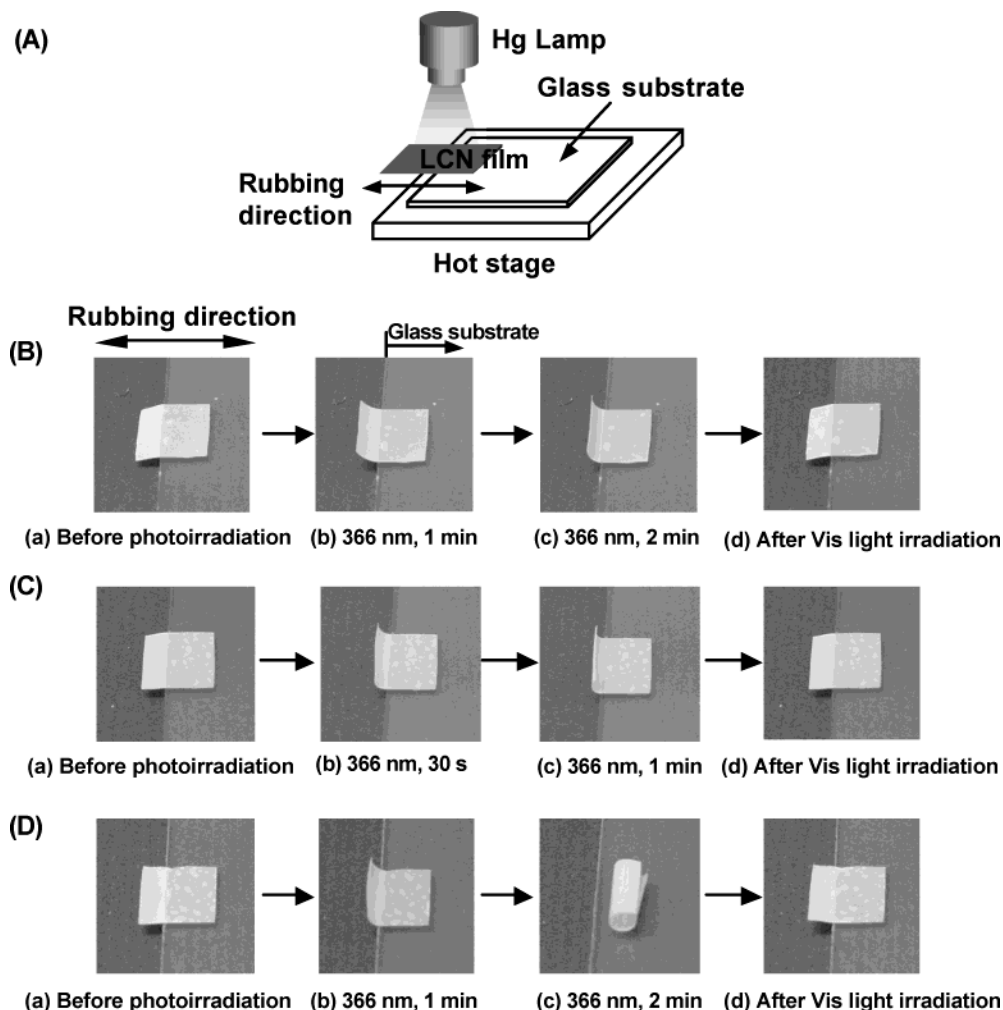 (A)
Hg Lamp
Glass substrate
LCN film
Rubbing
direction
Hot stage
Rubbing direction
(B)
Glass substrate
(a) Before photoirradiation
(b) 366 nm, 1 min
(c) 366 nm, 2 min
(d) After Vis light irradiation
(C)
(a) Before photoirradiation
(b) 366 nm, 30 s
(c) 366 nm, 1 min
(d) After Vis light irradiation
(D)
(a) Before photoirradiation
(b) 366 nm, 1 min
(c) 366 nm, 2 min
(d) After Vis light irradiation